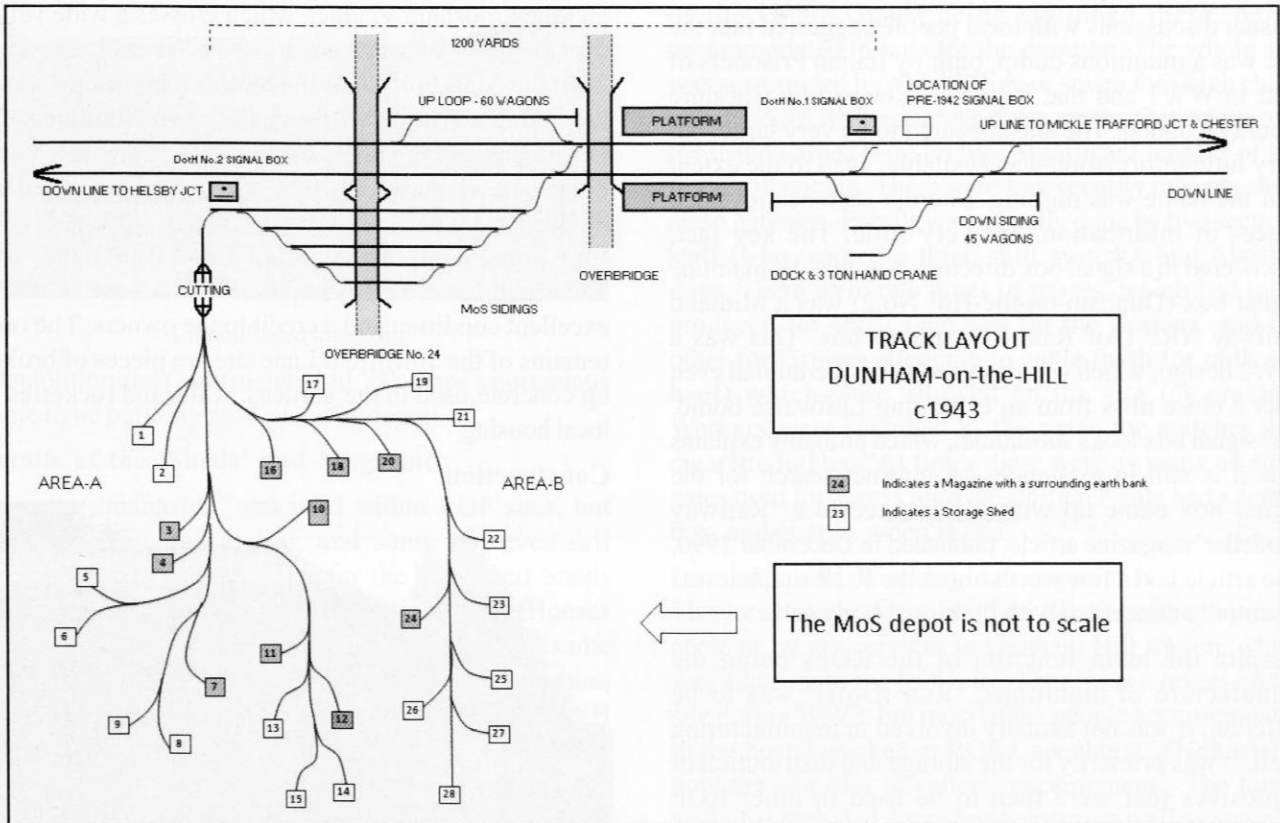 1200 YARDS
UP LOOP - 60 WAGONS
DotH No.1 SIGNAL BOX
LOCATION OF
PRE-1942 SIGNAL BOX
PLATFORM
*
UP LINE TO MICKLE TRAFFORD JCT & CHESTER
DotH No.2 SIGNAL BOX
DOWN LINE TO HELSBY JCT
*
PLATFORM
DOWN LINE
DOWN SIDING
45 WAGONS
OVERBRIDGE
DOCK & 3 TON HAND CRANE
CUTTING
MoS SIDINGS
OVERBRIDGE No. 24
TRACK LAYOUT
DUNHAM-on-the-HILL
c1943
17
19
21
1
2
16
18
20
AREA-A
AREA-B
24 Indicates a Magazine with a surrounding earth bank
23 Indicates a Storage Shed
3
10
4
22
5
6
23
24
11
7
25
9
8
13
12
26
27
15
14
28
The MoS depot is not to scale